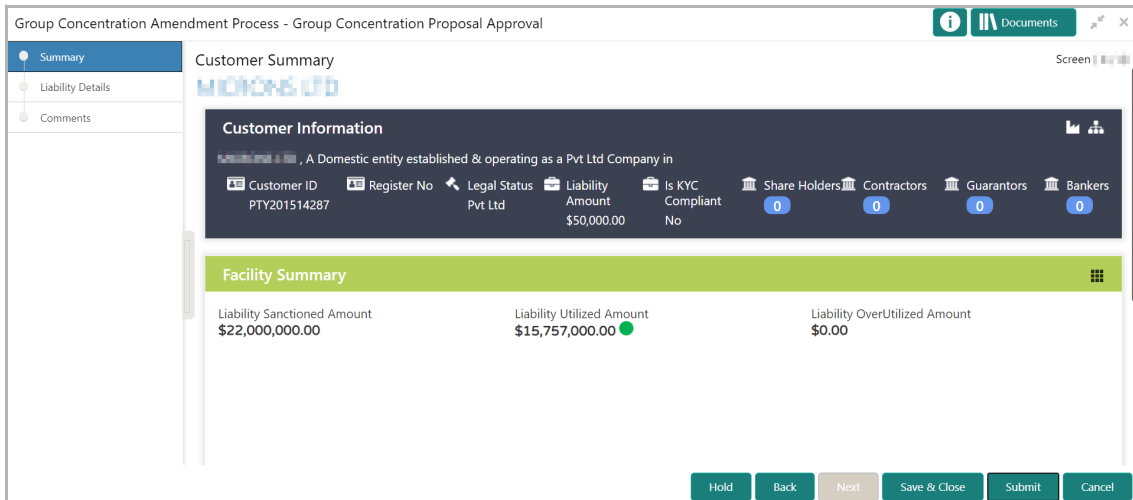 Group Concentration Amendment Process - Group Concentration Proposal Approval
i
Documents
Summary
Liability Details
Comments
Customer Summary
Screen
Customer Information
, A Domestic entity established & operating as a Pvt Ltd Company in
Customer ID
PTY201514287
Register No
Legal Status
Pvt Ltd
Liability
Amount
$50,000.00
Is KYC
Compliant
No
Share Holders
0
Contractors
0
Guarantors
0
Bankers
0
Facility Summary
Liability Sanctioned Amount
$22,000,000.00
Liability Utilized Amount
$15,757,000.00
Liability OverUtilized Amount
$0.00
Hold
Back
Next
Save & Close
Submit
Cancel